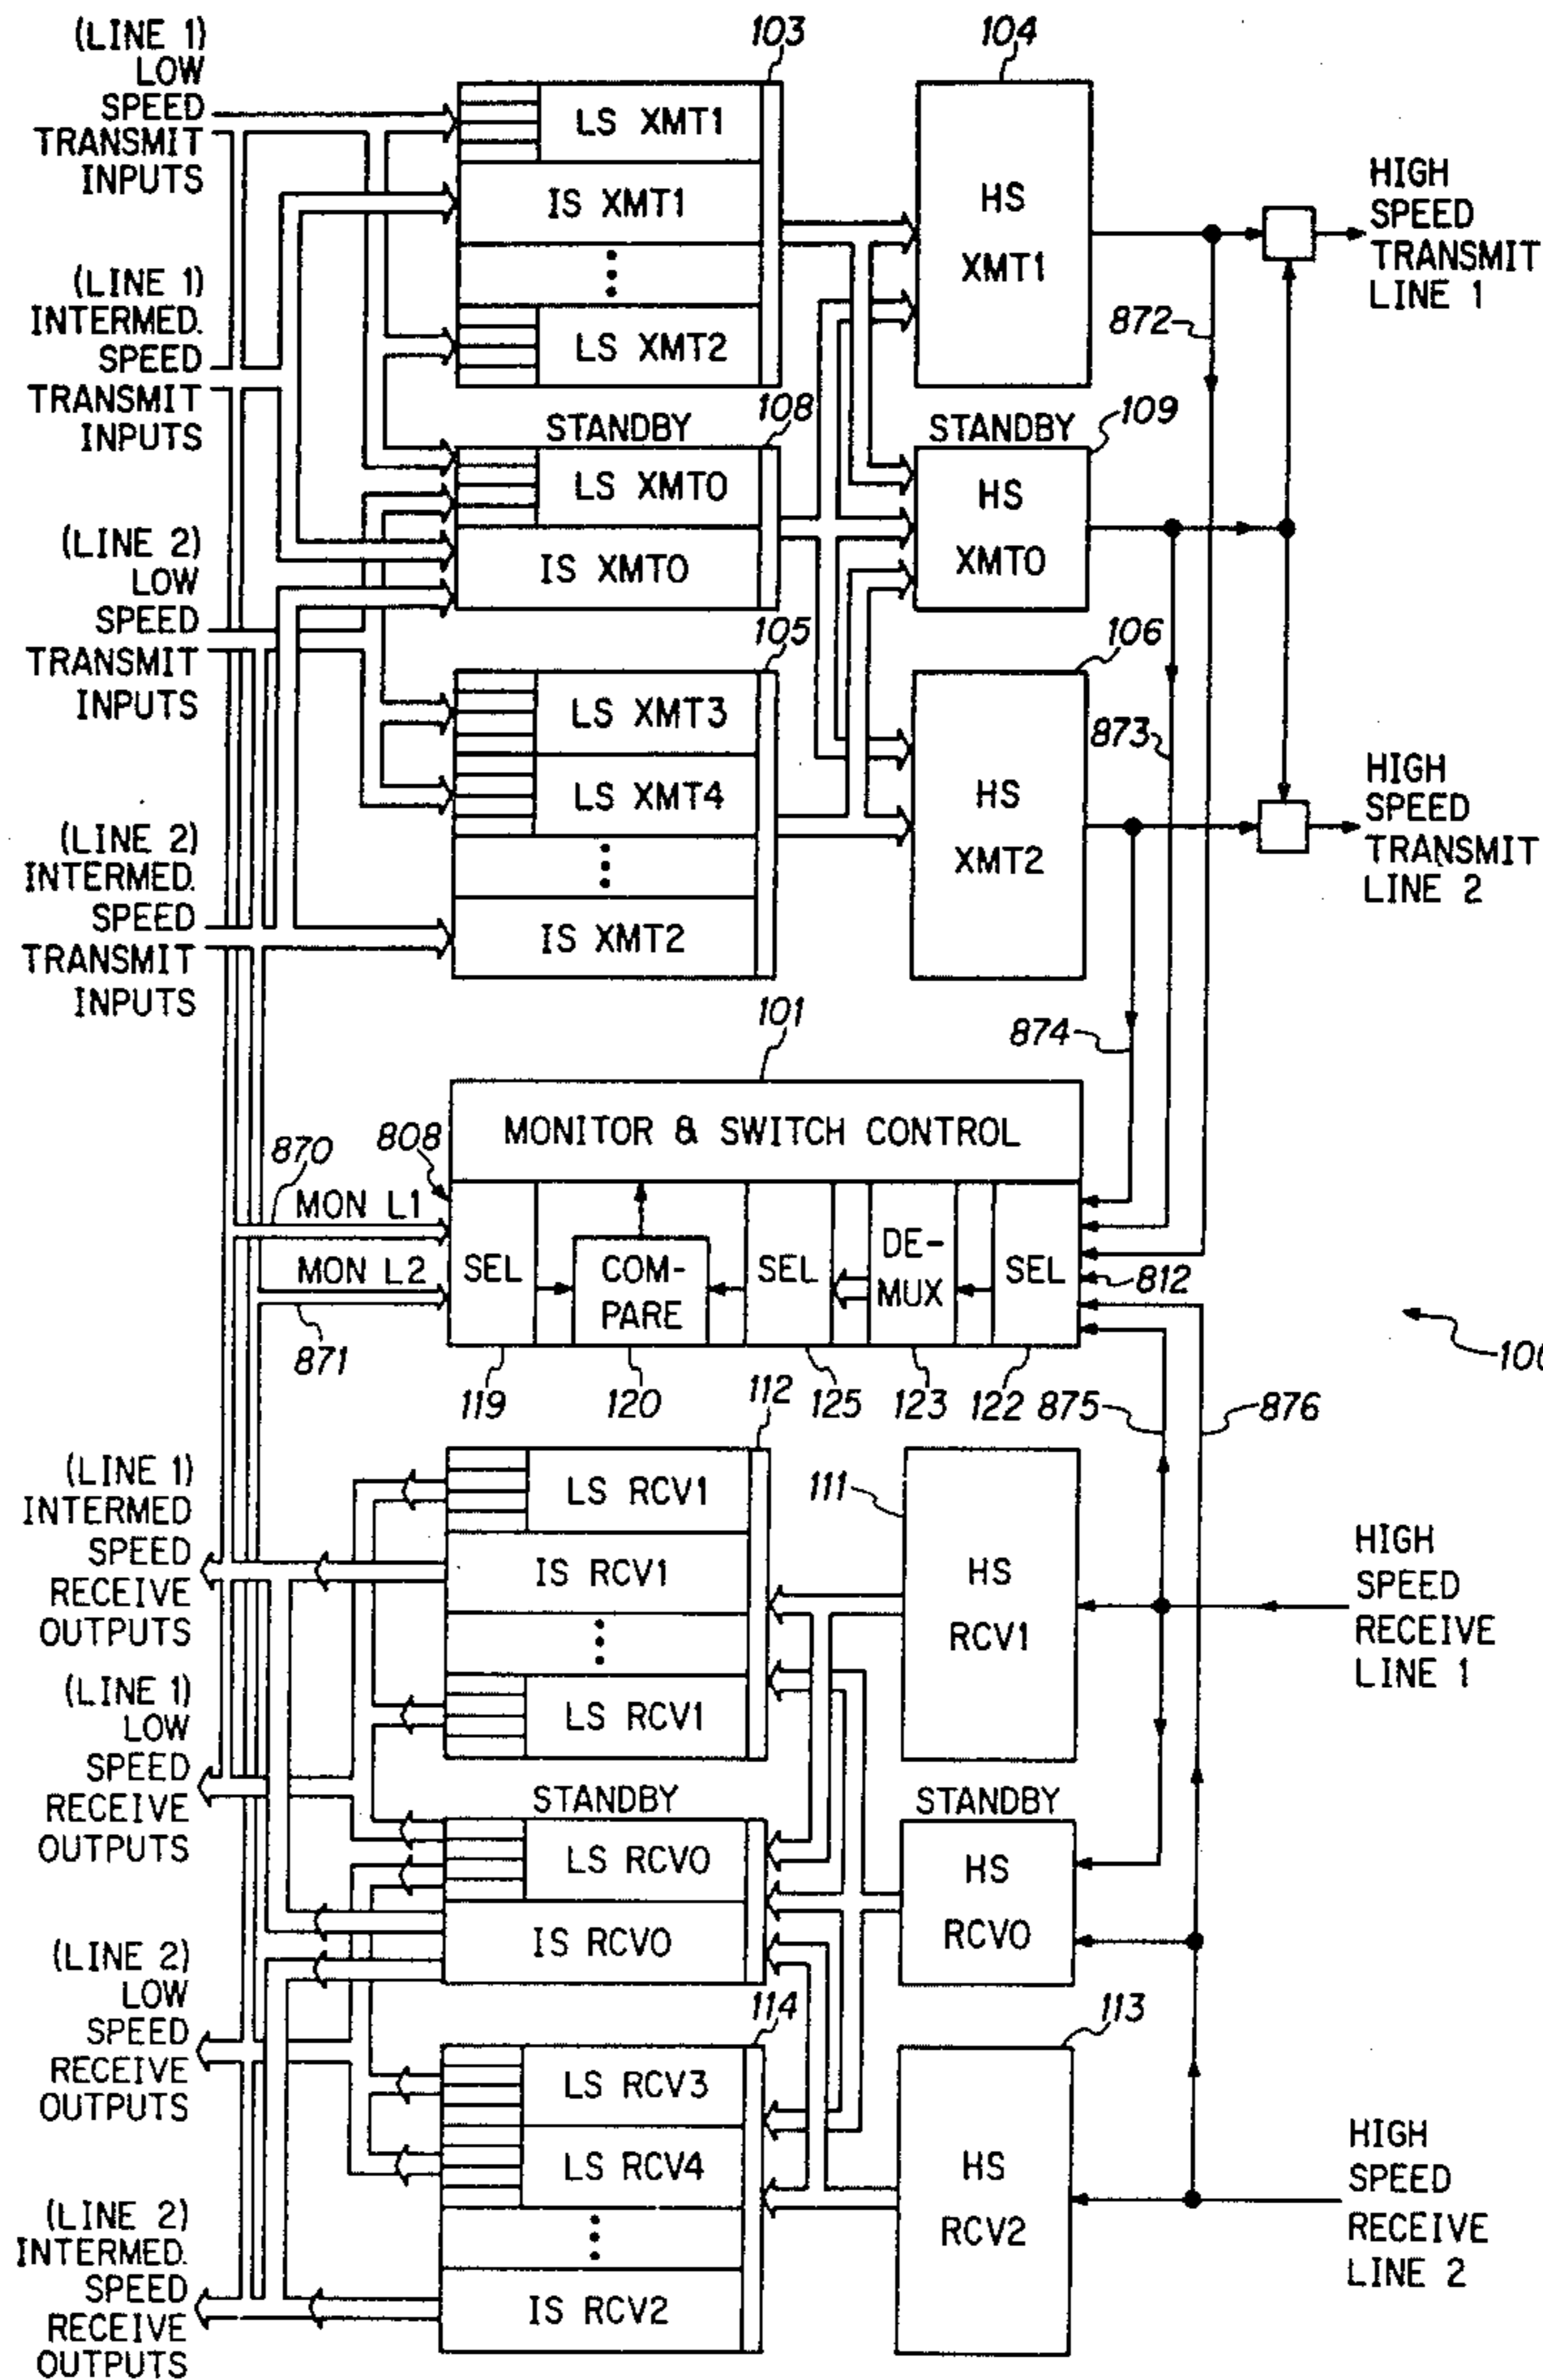 (LINE 1)
LOW
SPEED
TRANSMIT
INPUTS
(LINE 1)
INTERMED.
SPEED
TRANSMIT
INPUTS
(LINE 2)
LOW
SPEED
TRANSMIT
INPUTS
(LINE 2)
INTERMED.
SPEED
TRANSMIT
INPUTS
103
LS XMT1
IS XMT1
LS XMT2
STANDBY
108
LS XMT0
IS XMT0
105
LS XMT3
LS XMT4
IS XMT2
104
HS
XMT1
STANDBY
109
HS
XMT0
106
HS
XMT2
872
873
874
HIGH
SPEED
TRANSMIT
LINE 1
HIGH
SPEED
TRANSMIT
LINE 2
101
MONITOR & SWITCH CONTROL
808
870
MON L1
MON L2
871
SEL
COM-
PARE
SEL
DE-
MUX
SEL
812
119
120
125
123
122
875
876
112
LS RCV1
IS RCV1
LS RCV1
STANDBY
LS RCV0
IS RCV0
114
LS RCV3
LS RCV4
IS RCV2
111
HS
RCV1
STANDBY
HS
RCV0
113
HS
RCV2
(LINE 1)
INTERMED
SPEED
RECEIVE
OUTPUTS
(LINE 1)
LOW
SPEED
RECEIVE
OUTPUTS
(LINE 2)
LOW
SPEED
RECEIVE
OUTPUTS
(LINE 2)
INTERMED.
SPEED
RECEIVE
OUTPUTS
HIGH
SPEED
RECEIVE
LINE 1
HIGH
SPEED
RECEIVE
LINE 2